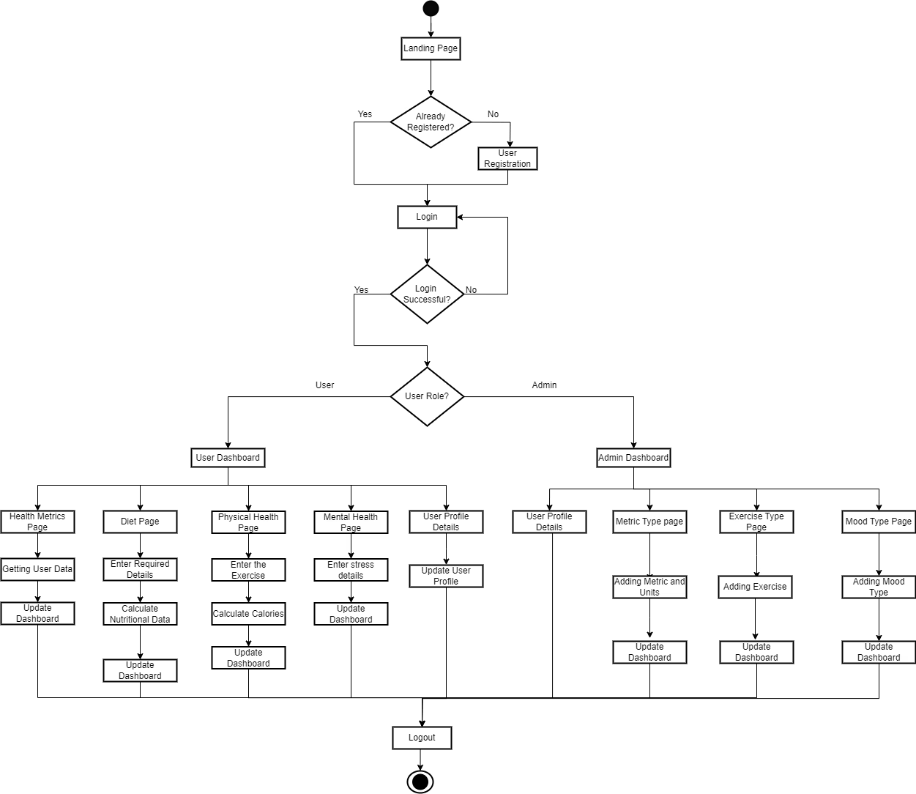 Landing Page
Already
Registered?
Yes
No
User
Registration
Login
Login
Successful?
Yes
No
User Role?
User
Admin
User Dashboard
Admin Dashboard
Health Metrics
Page
Diet Page
Physical Health
Page
Mental Health
Page
User Profile
Details
User Profile
Details
Metric Type page
Exercise Type
Page
Mood Type Page
Getting User Data
Enter Required
Details
Enter the
Exercise
Enter stress
details
Update User
Profile
Adding Metric and
Units
Adding Exercise
Adding Mood
Type
Update
Dashboard
Calculate
Nutritional Data
Calculate Calories
Update
Dashboard
Update
Dashboard
Update
Dashboard
Update
Dashboard
Update
Dashboard
Update
Dashboard
Logout